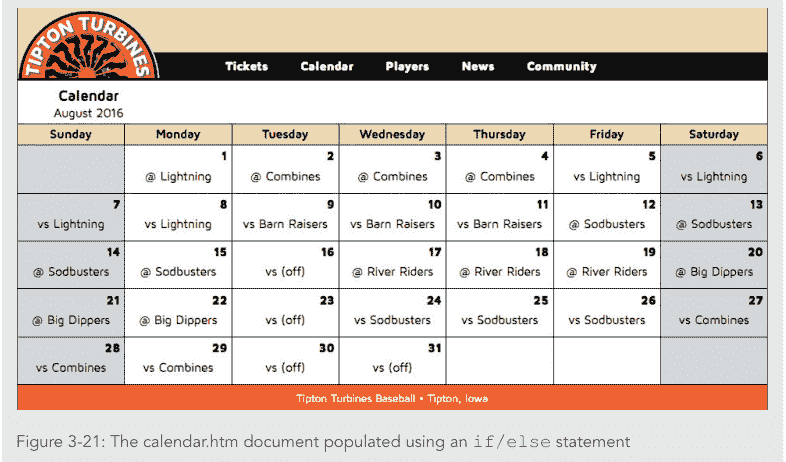 TIPTON TURBINES
Tickets Calendar Players News Community
Calendar
August 2016
Sunday Monday Tuesday Wednesday Thursday Friday Saturday
1 2 3 4 5 6
@ Lightning @ Combines @ Combines @ Combines vs Lightning vs Lightning
7 8 9 10 11 12 13
vs Lightning vs Lightning vs Barn Raisers vs Barn Raisers vs Barn Raisers @ Sodbusters @ Sodbusters
14 15 16 17 18 19 20
@ Sodbusters @ Sodbusters vs (off) @ River Riders @ River Riders @ River Riders @ Big Dippers
21 22 23 24 25 26 27
@ Big Dippers @ Big Dippers vs (off) vs Sodbusters vs Sodbusters vs Sodbusters vs Combines
28 29 30 31
vs Combines vs Combines vs (off) vs (off)
Tipton Turbines Baseball • Tipton, Iowa
Figure 3-21: The calendar.htm document populated using an if/else statement